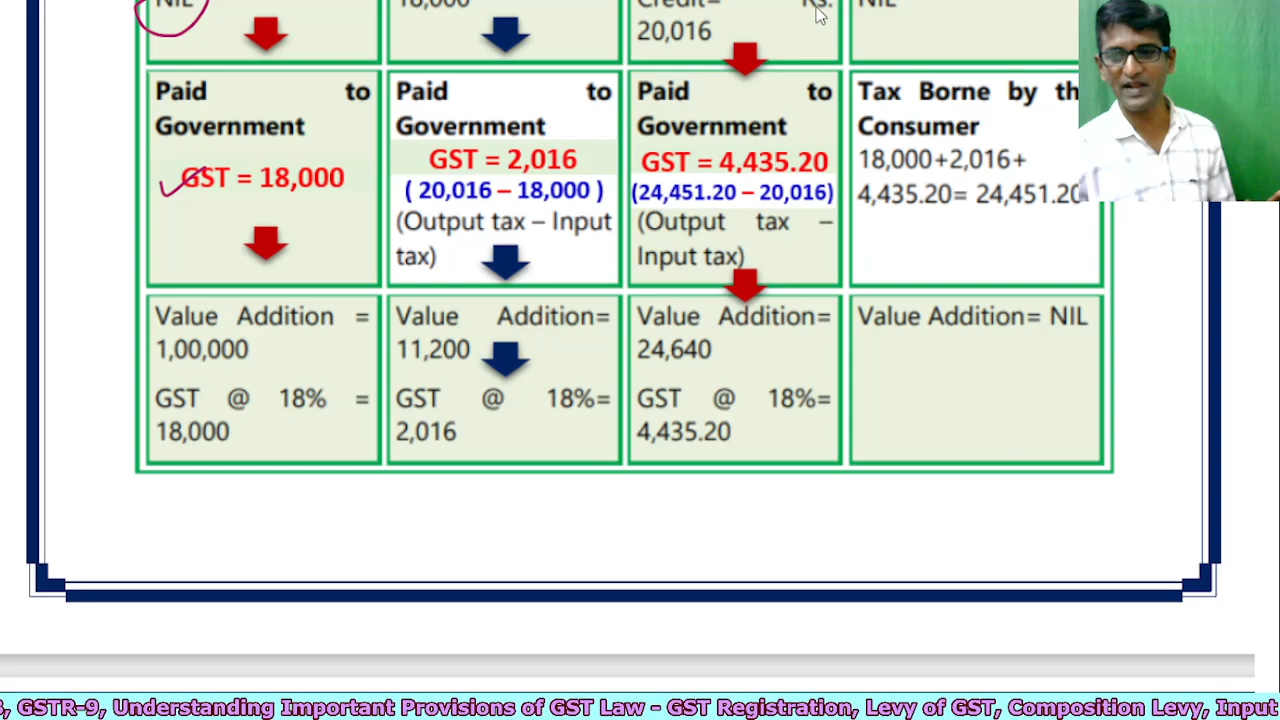 NIL
18,000
Credit= Rs.
20,016
NIL
Paid to
Government
GST = 18,000
Paid to
Government
GST = 2,016
( 20,016 – 18,000 )
(Output tax – Input
tax)
Paid to
Government
GST = 4,435.20
(24,451.20 – 20,016)
(Output tax –
Input tax)
Tax Borne by th
Consumer
18,000+2,016+
4,435.20= 24,451.20
Value Addition =
1,00,000
GST @ 18% =
18,000
Value Addition=
11,200
GST @ 18%=
2,016
Value Addition=
24,640
GST @ 18%=
4,435.20
Value Addition= NIL
, GSTR-9, Understanding Important Provisions of GST Law - GST Registration, Levy of GST, Composition Levy, Input